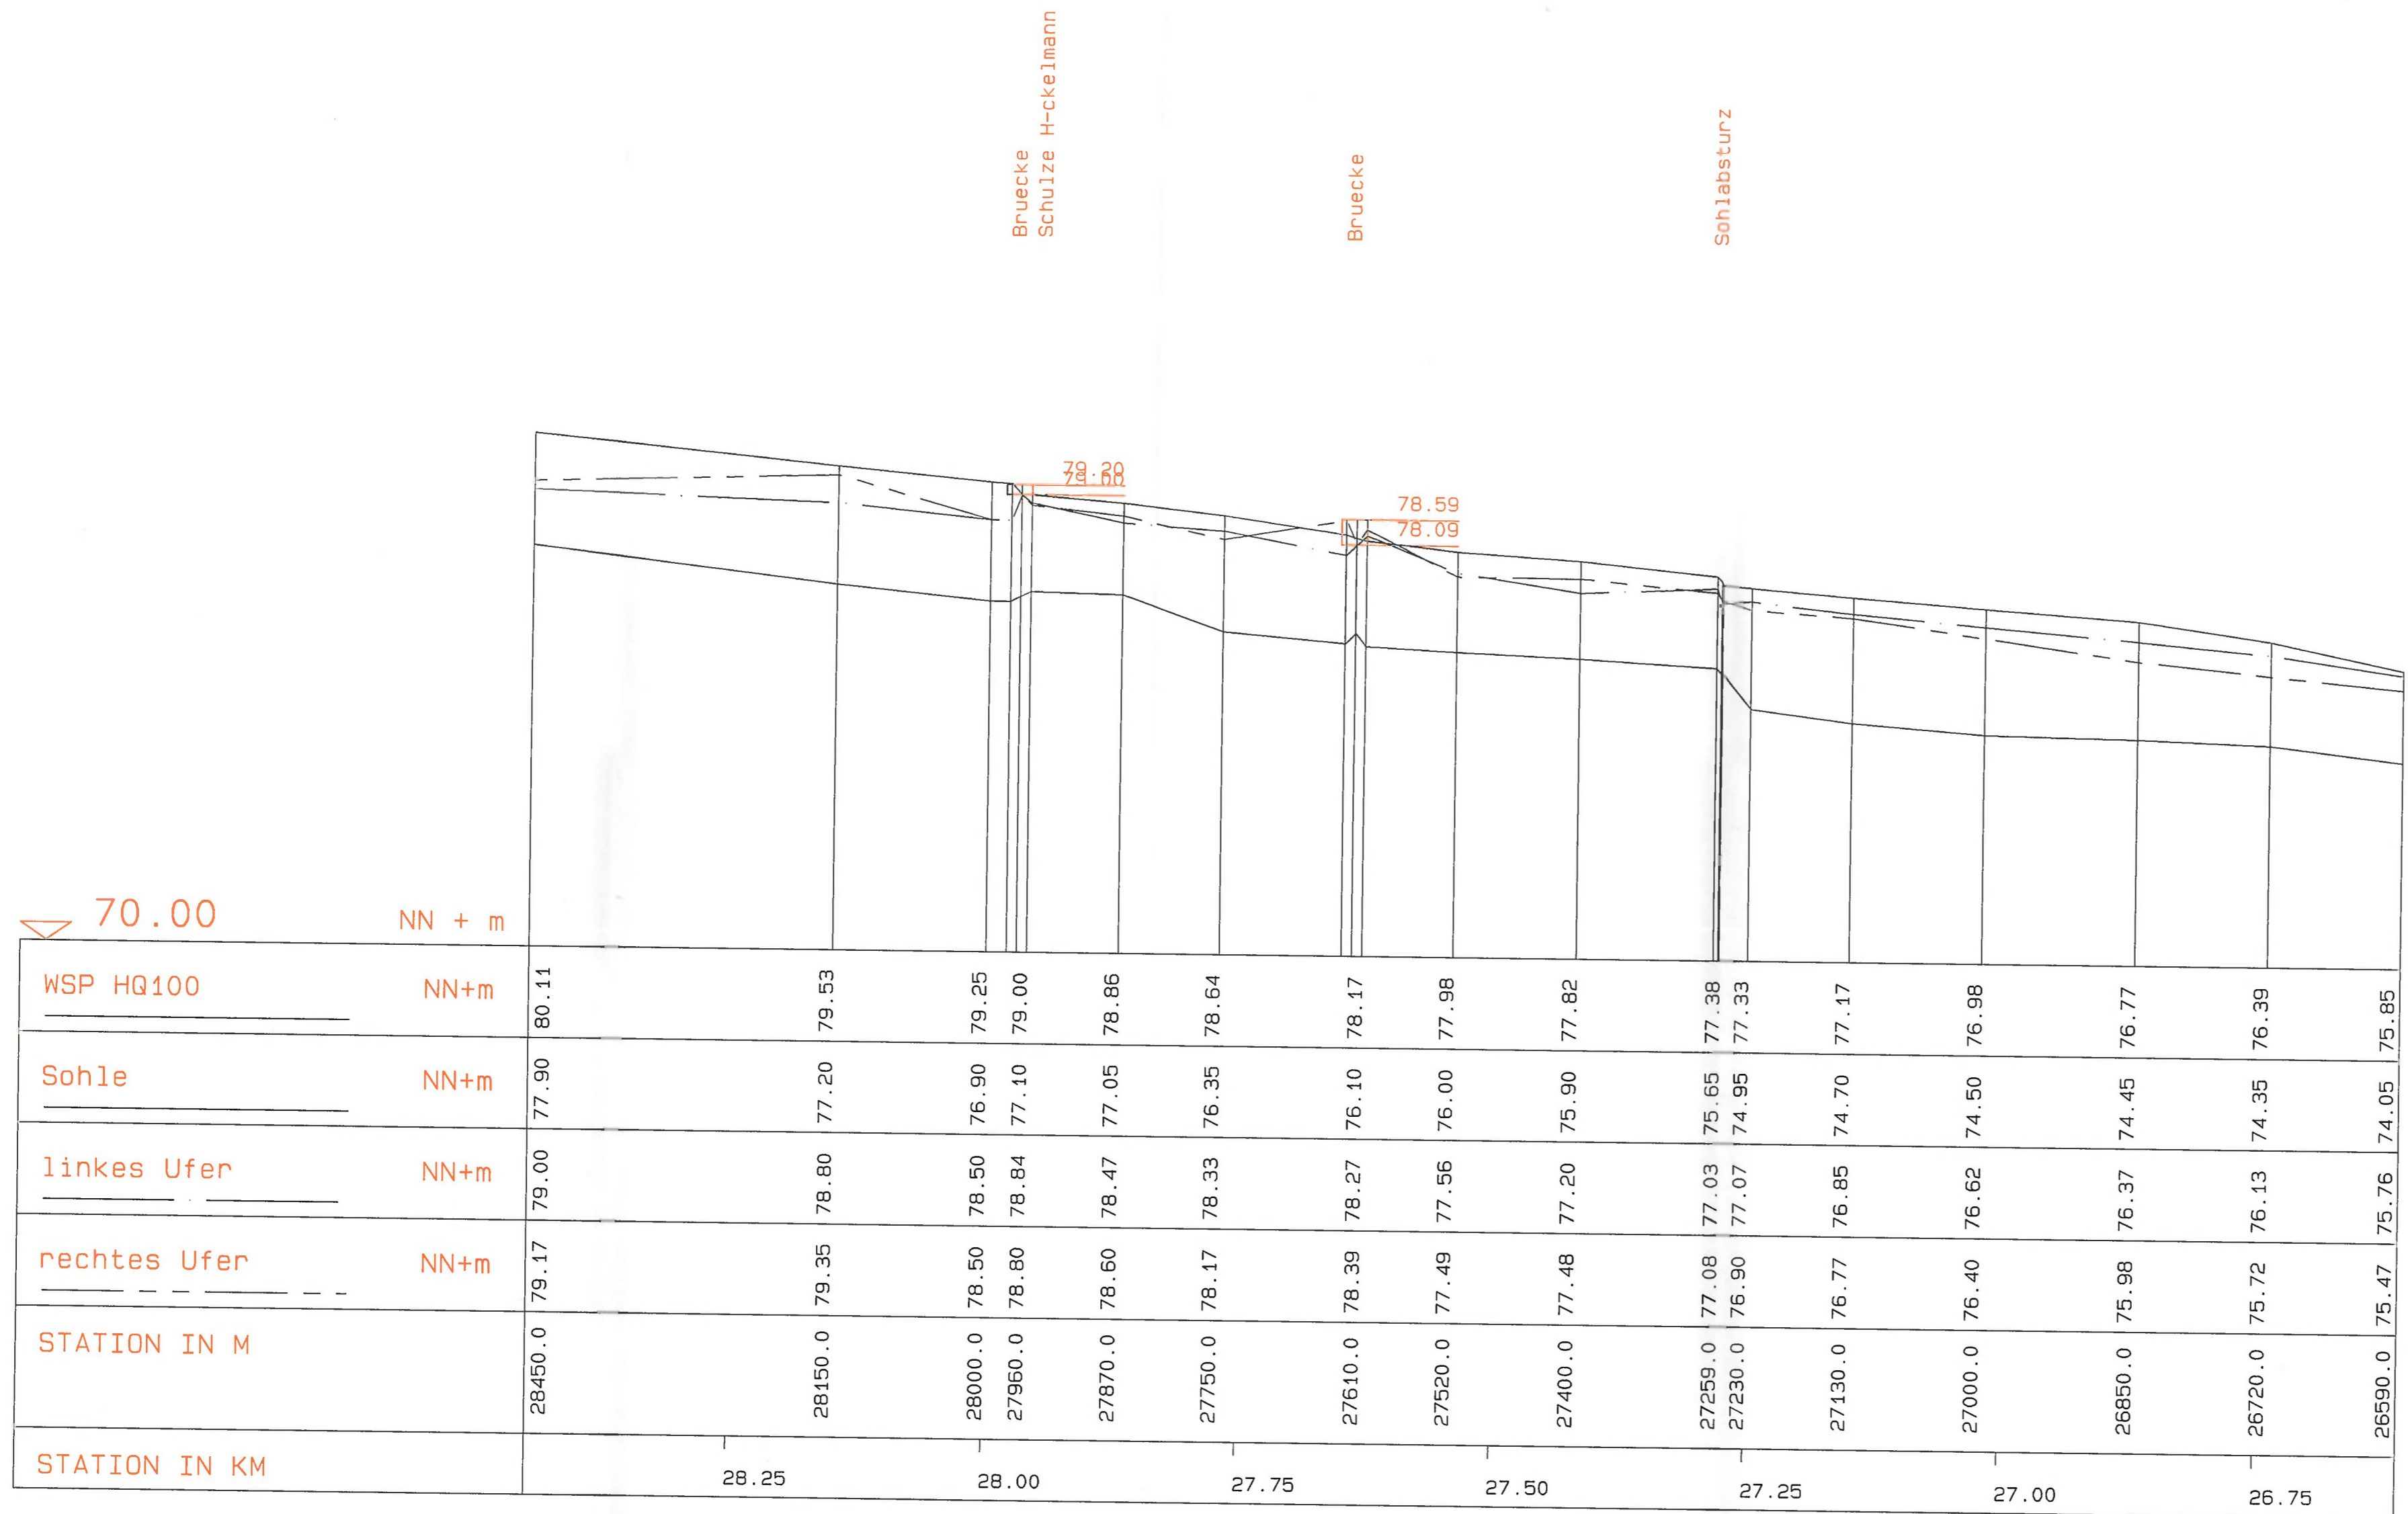 Bruecke
Schulze H-ckelmann
Bruecke
Sohlabsturz
79.20
79.00
78.59
78.09
70.00 NN + m
WSP HQ100 NN+m 80.11 79.53 79.25 79.00 78.86 78.64 78.17 77.98 77.82 77.38 77.33 77.17 76.98 76.77 76.39 75.85
Sohle NN+m 77.90 77.20 76.90 77.10 77.05 76.35 76.10 76.00 75.90 75.65 74.95 74.70 74.50 74.45 74.35 74.05
linkes Ufer NN+m 79.00 78.80 78.50 78.84 78.47 78.33 78.27 77.56 77.20 77.03 77.07 76.85 76.62 76.37 76.13 75.76
rechtes Ufer NN+m 79.17 79.35 78.50 78.80 78.60 78.17 78.39 77.49 77.48 77.08 76.90 76.77 76.40 75.98 75.72 75.47
STATION IN M 28450.0 28150.0 28000.0 27960.0 27870.0 27750.0 27610.0 27520.0 27400.0 27259.0 27230.0 27130.0 27000.0 26850.0 26720.0 26590.0
STATION IN KM 28.25 28.00 27.75 27.50 27.25 27.00 26.75